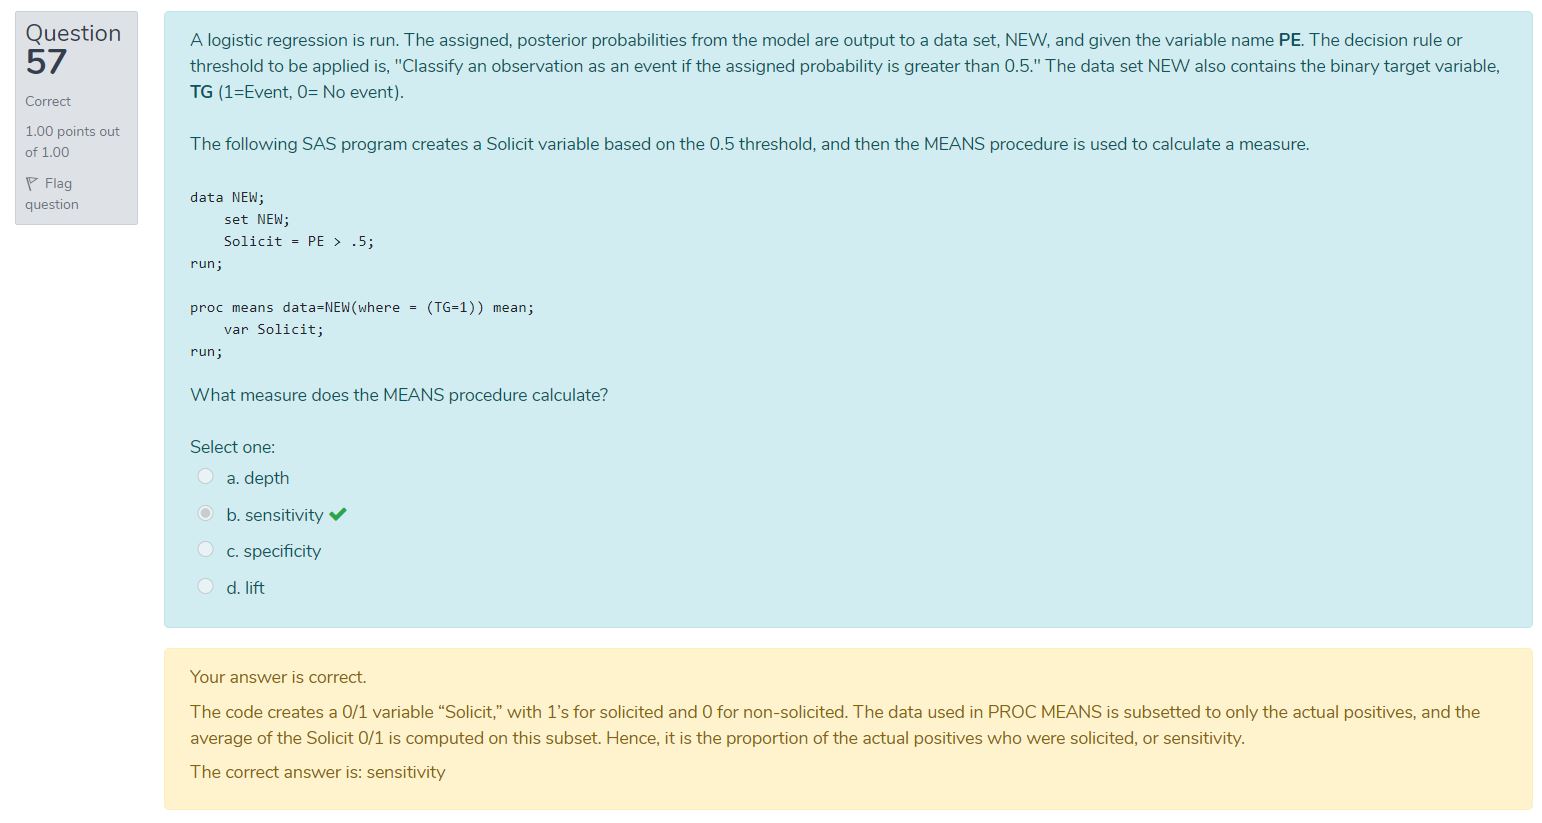 Question
57
Correct
1.00 points out
of 1.00
Flag
question
A logistic regression is run. The assigned, posterior probabilities from the model are output to a data set, NEW, and given the variable name PE. The decision rule or
threshold to be applied is, "Classify an observation as an event if the assigned probability is greater than 0.5." The data set NEW also contains the binary target variable,
TG (1=Event, 0= No event).
The following SAS program creates a Solicit variable based on the 0.5 threshold, and then the MEANS procedure is used to calculate a measure.
data NEW;
    set NEW;
    Solicit = PE > .5;
run;
proc means data=NEW(where = (TG=1)) mean;
    var Solicit;
run;
What measure does the MEANS procedure calculate?
Select one:
a. depth
b. sensitivity
c. specificity
d. lift
Your answer is correct.
The code creates a 0/1 variable “Solicit,” with 1’s for solicited and 0 for non-solicited. The data used in PROC MEANS is subsetted to only the actual positives, and the
average of the Solicit 0/1 is computed on this subset. Hence, it is the proportion of the actual positives who were solicited, or sensitivity.
The correct answer is: sensitivity